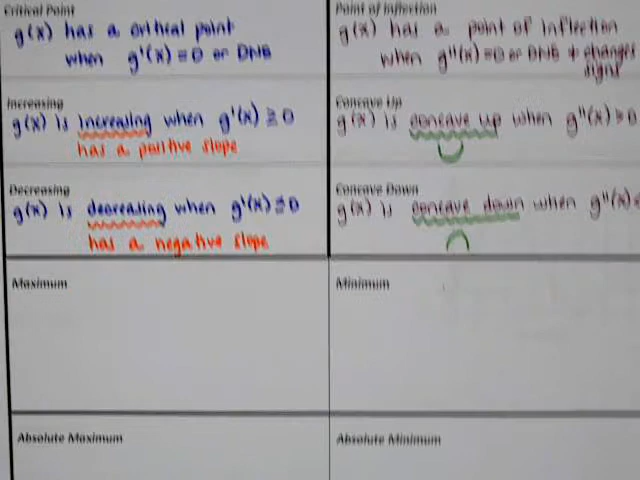 Critical Point
g(x) has a critical point
when g'(x) = 0 or DNE
Point of Inflection
g(x) has a point of inflection
when g"(x) = 0 or DNE + changes
signs
Increasing
g(x) is increasing when g'(x) ≥ 0
has a positive slope
Concave Up
g(x) is concave up when g"(x) > 0
Decreasing
g(x) is decreasing when g'(x) ≤ 0
has a negative slope
Concave Down
g(x) is concave down when g"(x) <
Maximum
Minimum
Absolute Maximum
Absolute Minimum